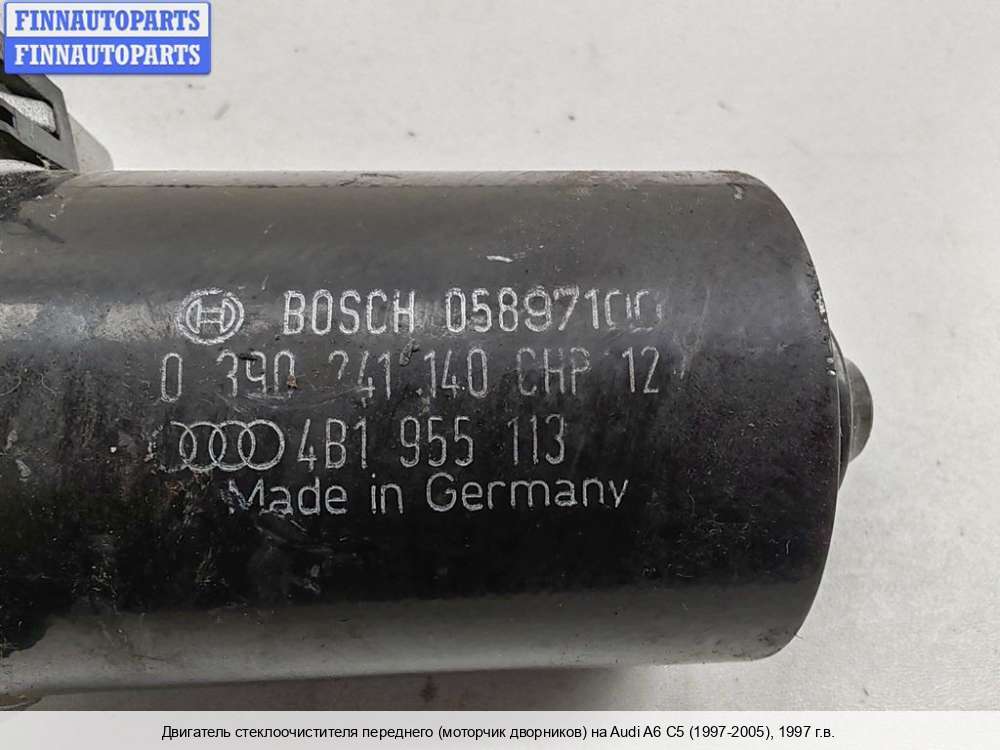 FINNAUTOPARTS
FINNAUTOPARTS
BOSCH 05897100
0 390 241 140 CHP 12
4B1 955 113
Made in Germany
Двигатель стеклоочистителя переднего (моторчик дворников) на Audi A6 C5 (1997-2005), 1997 г.в.